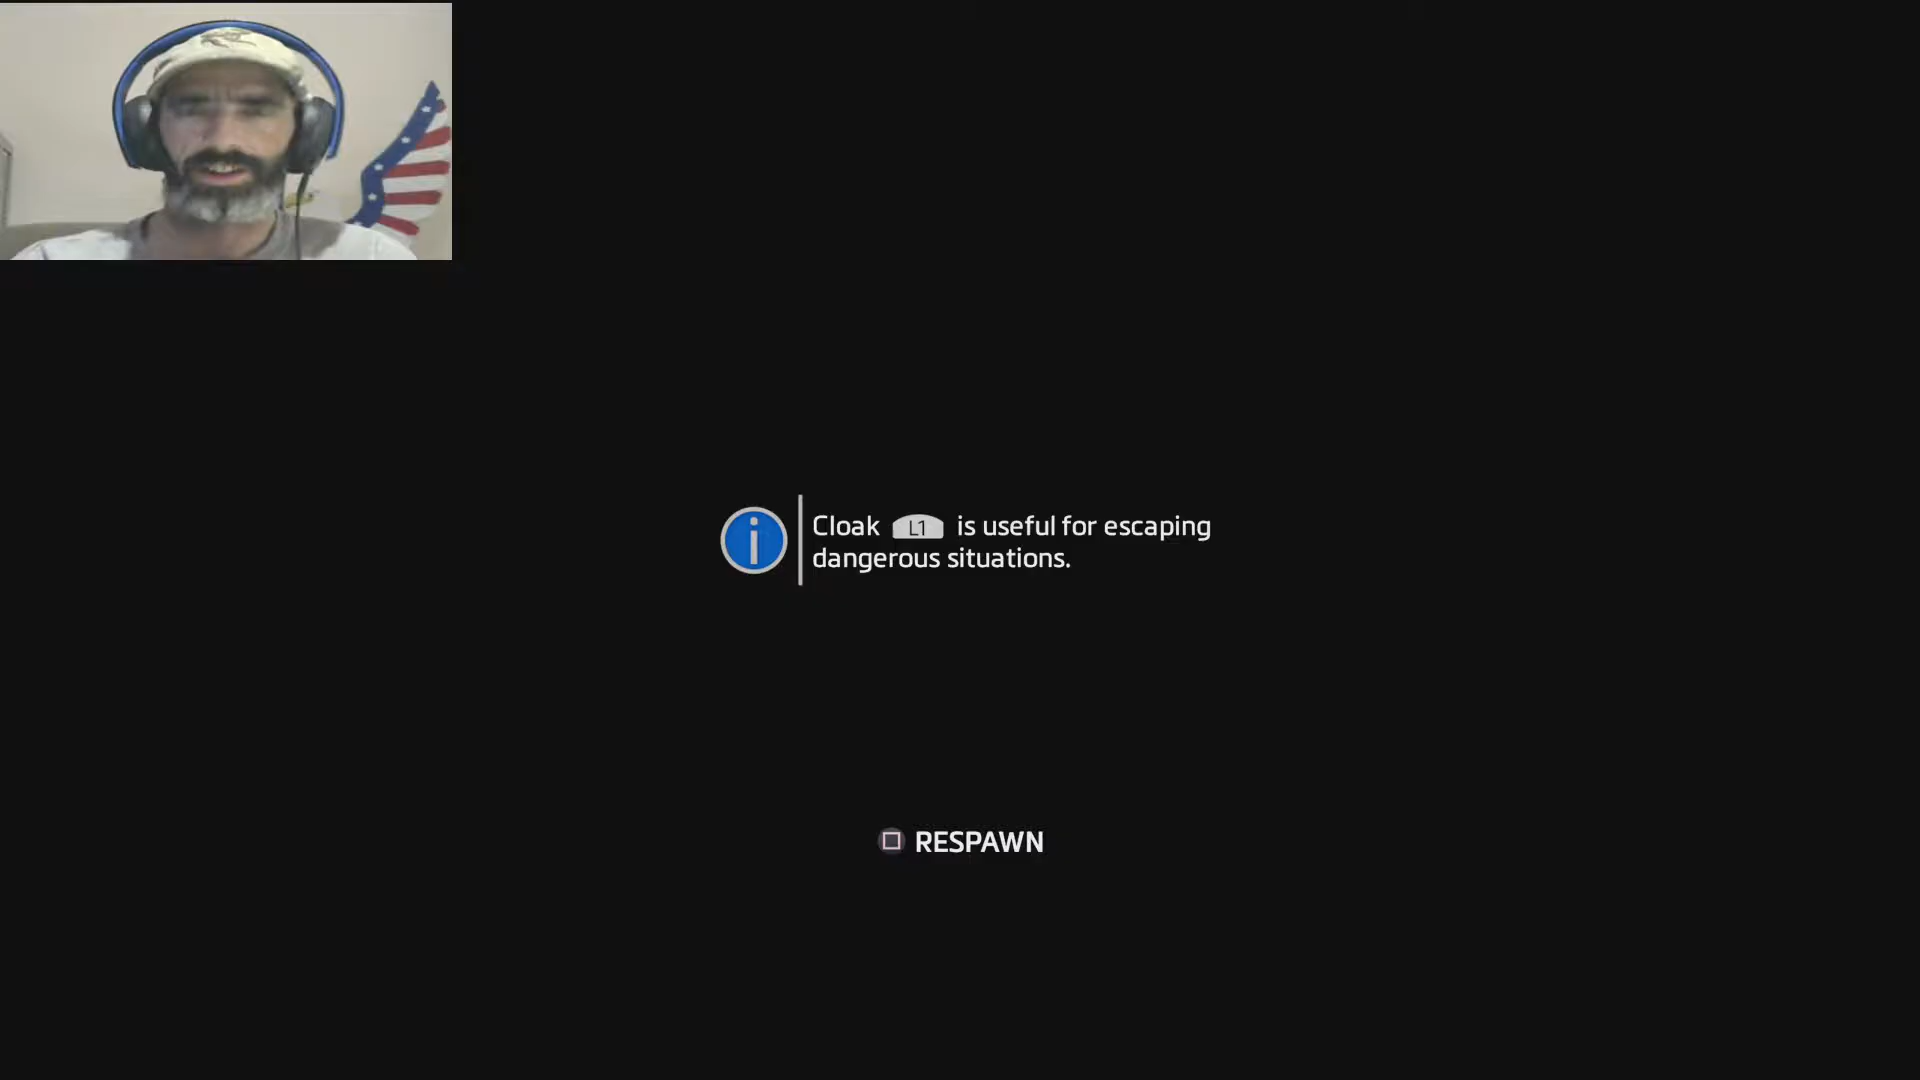 Cloak L1 is useful for escaping
dangerous situations.
RESPAWN